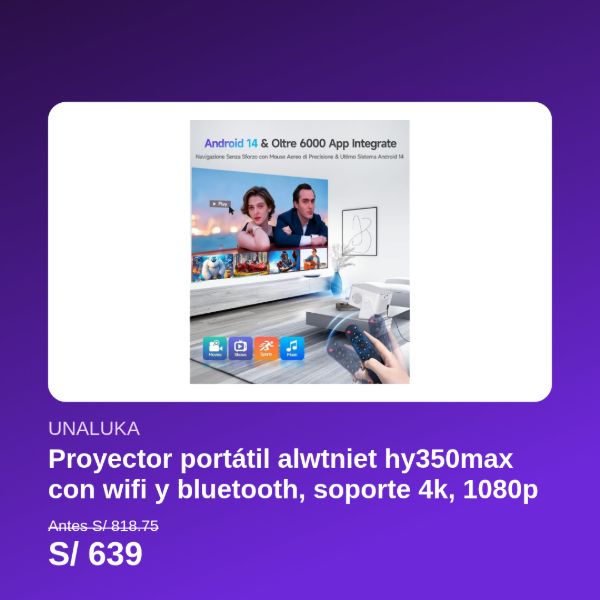 Android 14 & Oltre 6000 App Integrate
Navigazione Senza Sforzo con Mouse Aereo di Precisione & Ultimo Sistema Android 14
Play
Movies
Shows
Sports
Music
UNALUKA
Proyector portátil alwtniet hy350max
con wifi y bluetooth, soporte 4k, 1080p
Antes S/ 818.75
S/ 639